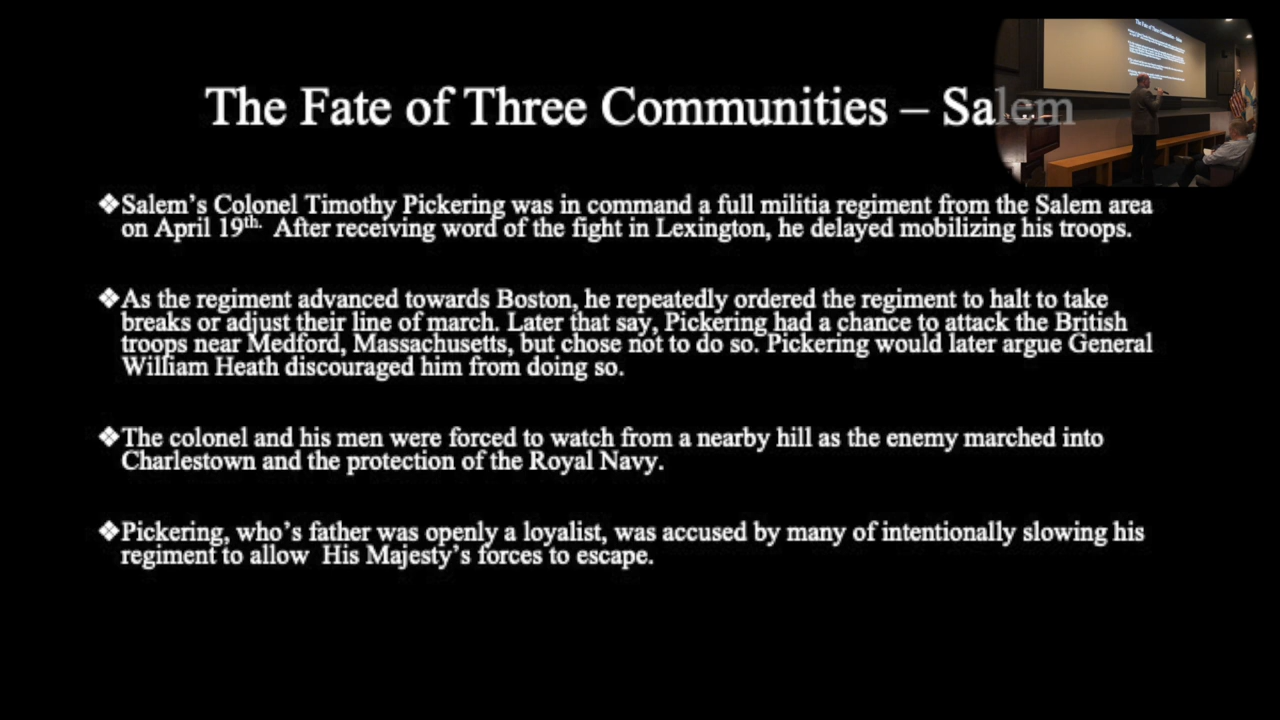 The Fate of Three Communities – Salem
❖Salem’s Colonel Timothy Pickering was in command a full militia regiment from the Salem area
on April 19th. After receiving word of the fight in Lexington, he delayed mobilizing his troops.
❖As the regiment advanced towards Boston, he repeatedly ordered the regiment to halt to take
breaks or adjust their line of march. Later that say, Pickering had a chance to attack the British
troops near Medford, Massachusetts, but chose not to do so. Pickering would later argue General
William Heath discouraged him from doing so.
❖The colonel and his men were forced to watch from a nearby hill as the enemy marched into
Charlestown and the protection of the Royal Navy.
❖Pickering, who’s father was openly a loyalist, was accused by many of intentionally slowing his
regiment to allow  His Majesty’s forces to escape.